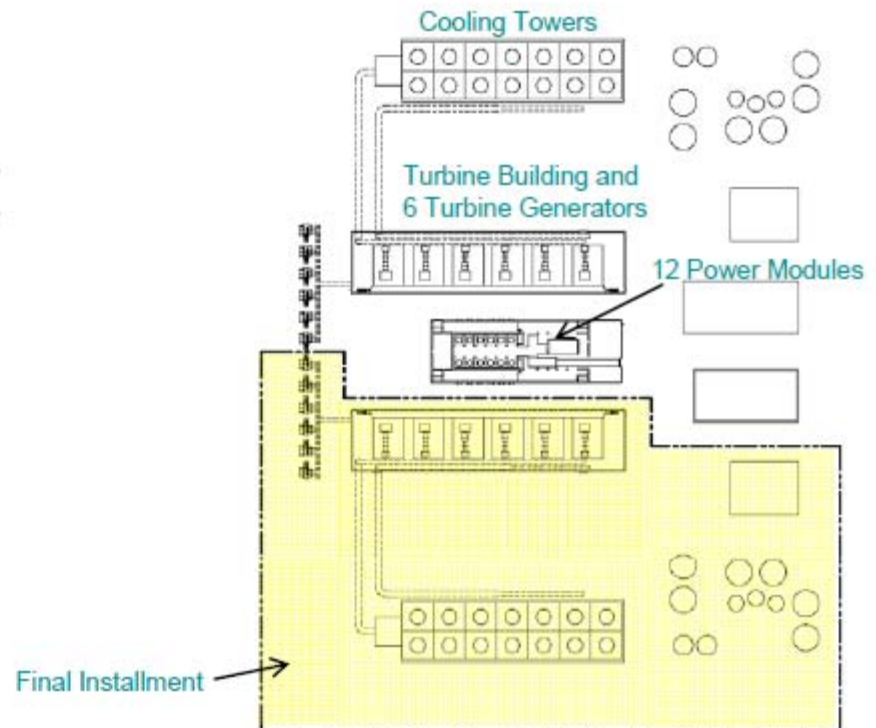 Cooling Towers
Turbine Building and
6 Turbine Generators
12 Power Modules
Final Installment